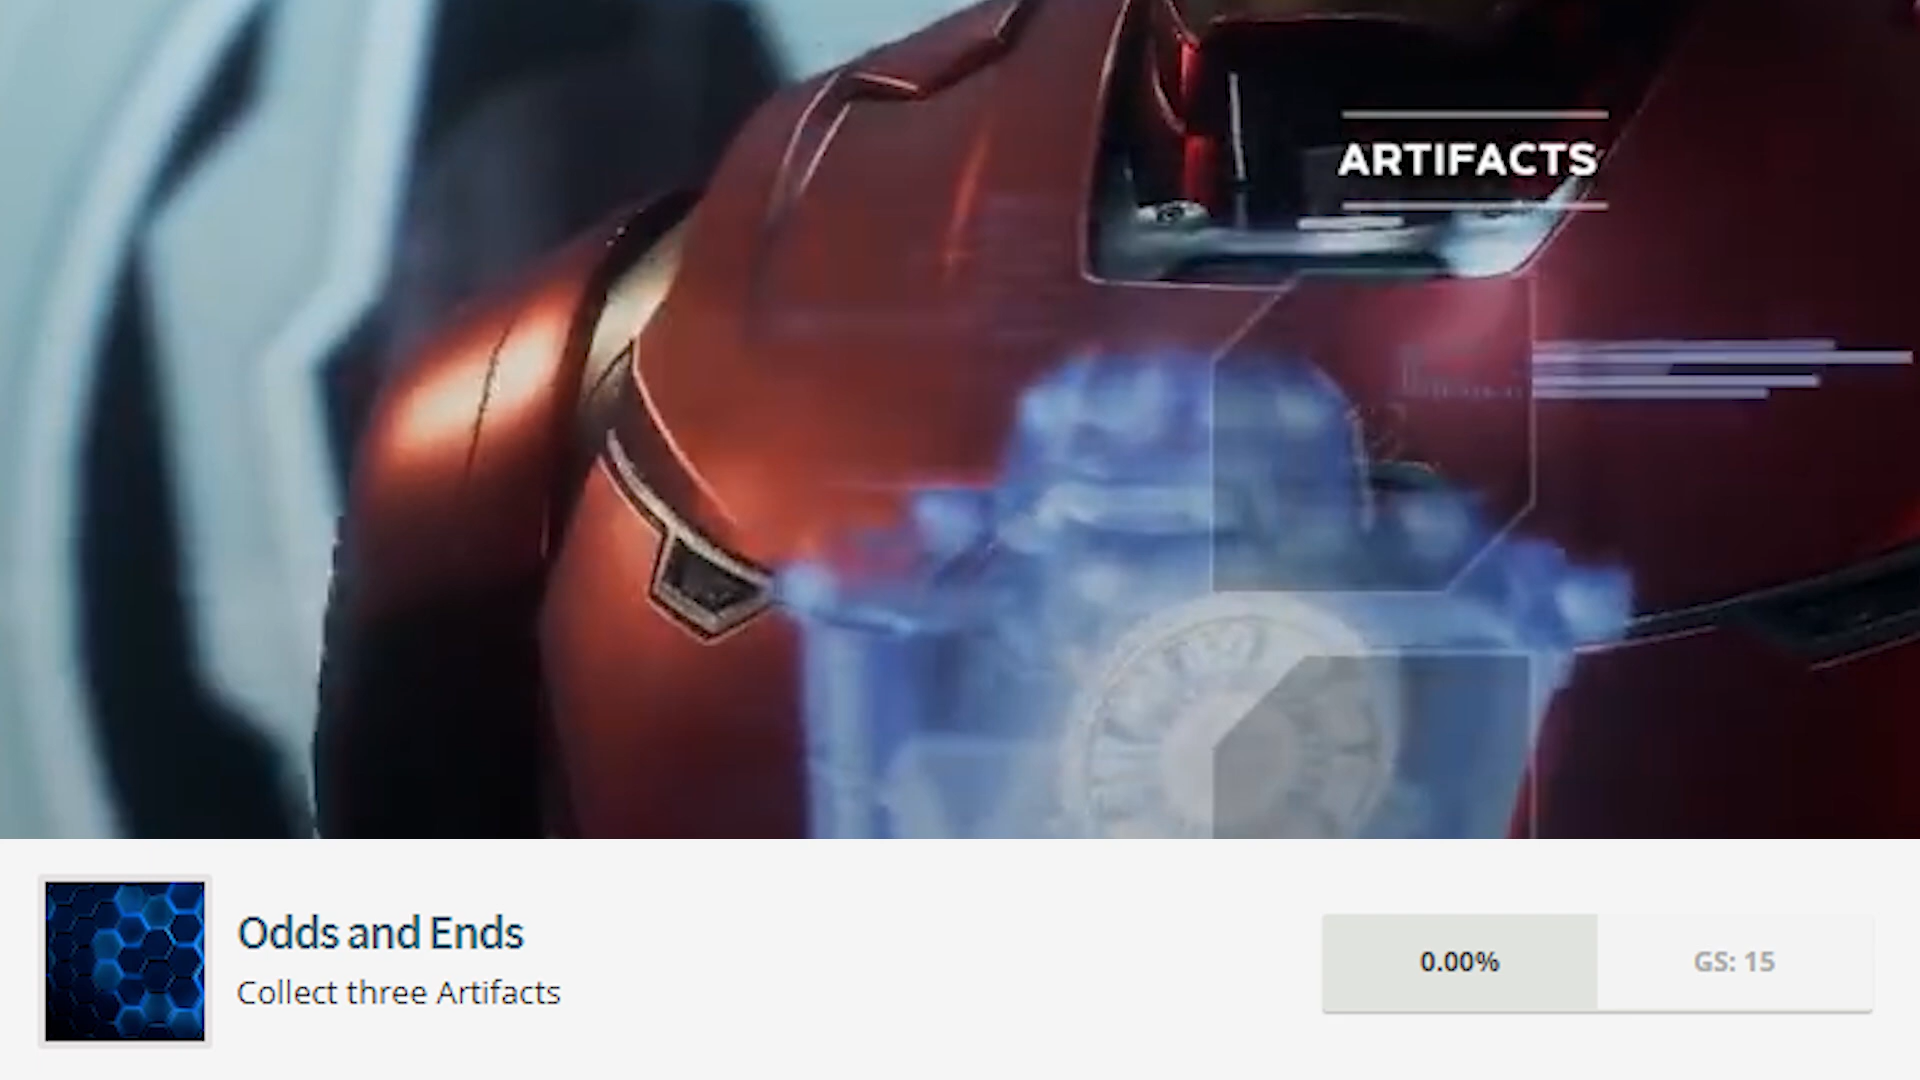 ARTIFACTS
Odds and Ends
Collect three Artifacts
0.00%
GS: 15